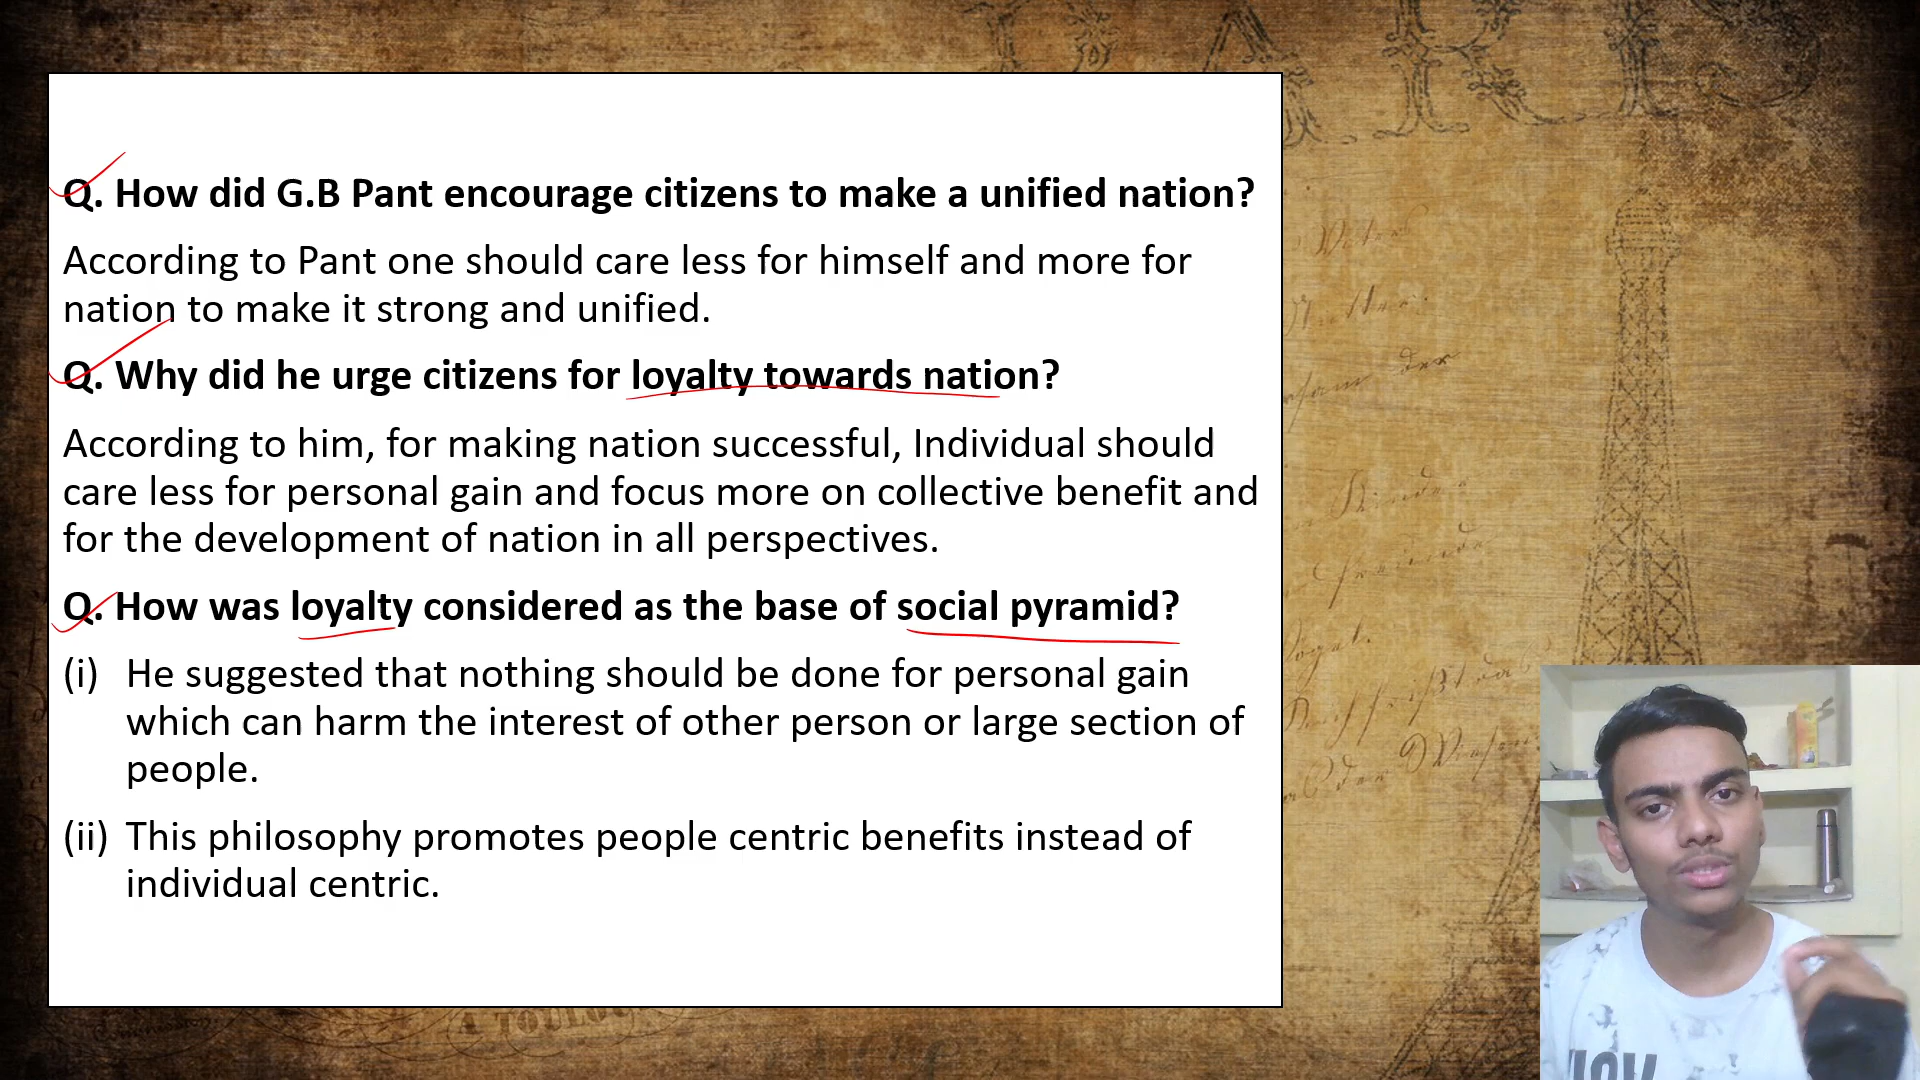 Q. How did G.B Pant encourage citizens to make a unified nation?
According to Pant one should care less for himself and more for
nation to make it strong and unified.
Q. Why did he urge citizens for loyalty towards nation?
According to him, for making nation successful, Individual should
care less for personal gain and focus more on collective benefit and
for the development of nation in all perspectives.
Q. How was loyalty considered as the base of social pyramid?
(i) He suggested that nothing should be done for personal gain
which can harm the interest of other person or large section of
people.
(ii) This philosophy promotes people centric benefits instead of
individual centric.
PARIS